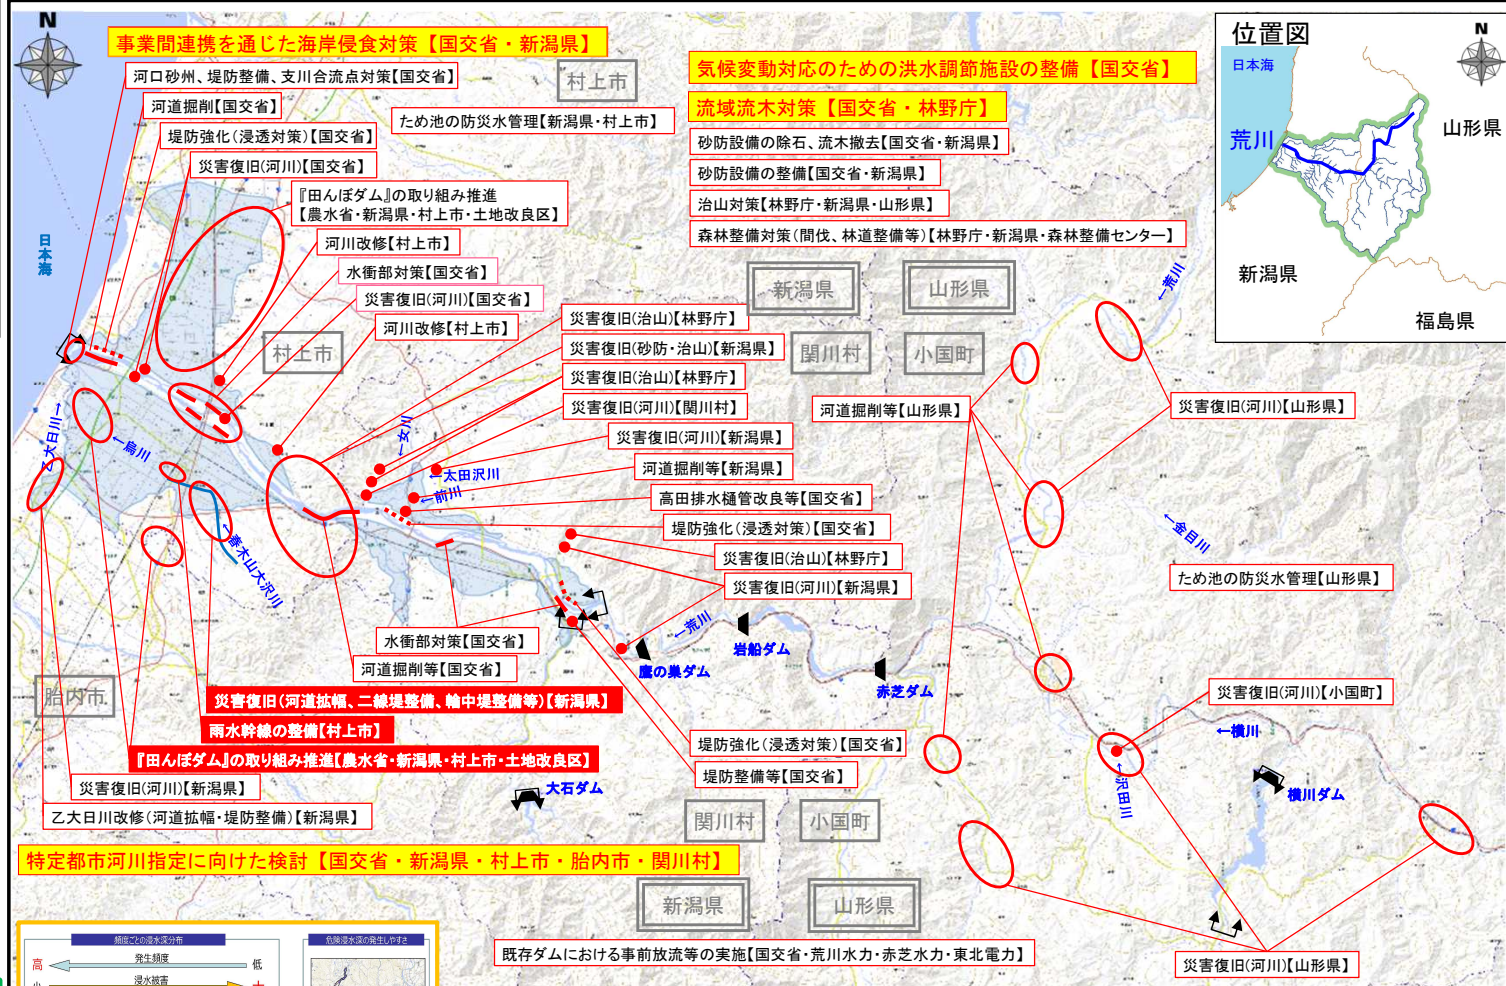 N
事業間連携を通じた海岸侵食対策【国交省・新潟県】
河口砂州、堤防整備、支川合流点対策【国交省】
河道掘削【国交省】
堤防強化(浸透対策)【国交省】
災害復旧(河川)【国交省】
村上市
ため池の防災水管理【新潟県・村上市】
『田んぼダム』の取り組み推進
【農水省・新潟県・村上市・土地改良区】
河川改修【村上市】
水衝部対策【国交省】
災害復旧(河川)【国交省】
河川改修【村上市】
日本海
村上市
気候変動対応のための洪水調節施設の整備【国交省】
流域流木対策【国交省・林野庁】
砂防設備の除石、流木撤去【国交省・新潟県】
砂防設備の整備【国交省・新潟県】
治山対策【林野庁・新潟県・山形県】
森林整備対策(間伐、林道整備等)【林野庁・新潟県・森林整備センター】
位置図
N
日本海
荒川
山形県
新潟県
福島県
新潟県
山形県
関川村
小国町
←荒川
災害復旧(治山)【林野庁】
災害復旧(砂防・治山)【新潟県】
災害復旧(治山)【林野庁】
災害復旧(河川)【関川村】
災害復旧(河川)【新潟県】
河道掘削等【新潟県】
高田排水樋管改良等【国交省】
堤防強化(浸透対策)【国交省】
災害復旧(治山)【林野庁】
災害復旧(河川)【新潟県】
河道掘削等【山形県】
災害復旧(河川)【山形県】
乙大日川→
←烏川
←女川
←太田沢川
←前川
←春木山大沢川
←金目川
ため池の防災水管理【山形県】
水衝部対策【国交省】
河道掘削等【国交省】
←荒川
鷹の巣ダム
岩船ダム
赤芝ダム
胎内市
災害復旧(河道拡幅、二線堤整備、輪中堤整備等)【新潟県】
雨水幹線の整備【村上市】
『田んぼダム』の取り組み推進【農水省・新潟県・村上市・土地改良区】
災害復旧(河川)【新潟県】
乙大日川改修(河道拡幅・堤防整備)【新潟県】
堤防強化(浸透対策)【国交省】
堤防整備等【国交省】
大石ダム
災害復旧(河川)【小国町】
←横川
←沢田川
横川ダム
関川村
小国町
特定都市河川指定に向けた検討【国交省・新潟県・村上市・胎内市・関川村】
新潟県
山形県
既存ダムにおける事前放流等の実施【国交省・荒川水力・赤芝水力・東北電力】
災害復旧(河川)【山形県】
頻度ごとの浸水深分布
危険浸水深の発生しやすさ
高
発生頻度
低
浸水被害